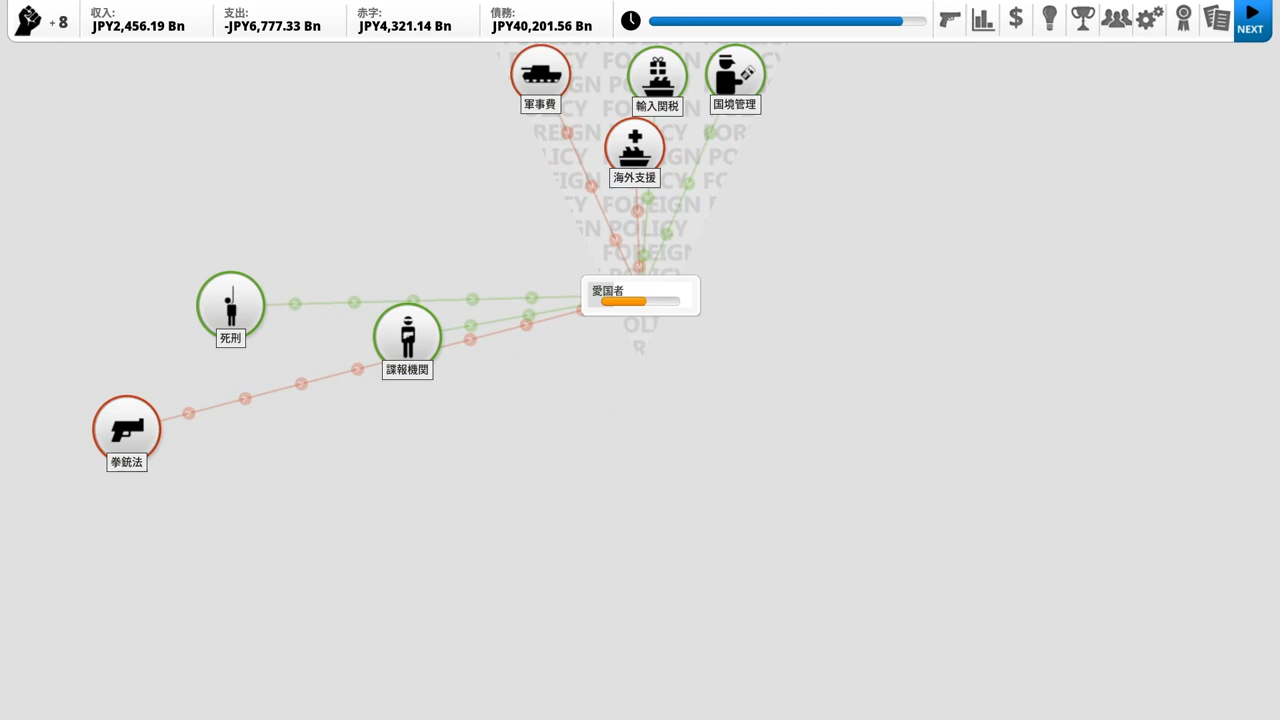 + 8
収入:
JPY2,456.19 Bn
支出:
-JPY6,777.33 Bn
赤字:
JPY4,321.14 Bn
債務:
JPY40,201.56 Bn
NEXT
軍事費
輸入関税
国境管理
海外支援
愛国者
死刑
諜報機関
拳銃法
FOREIGN POLICY